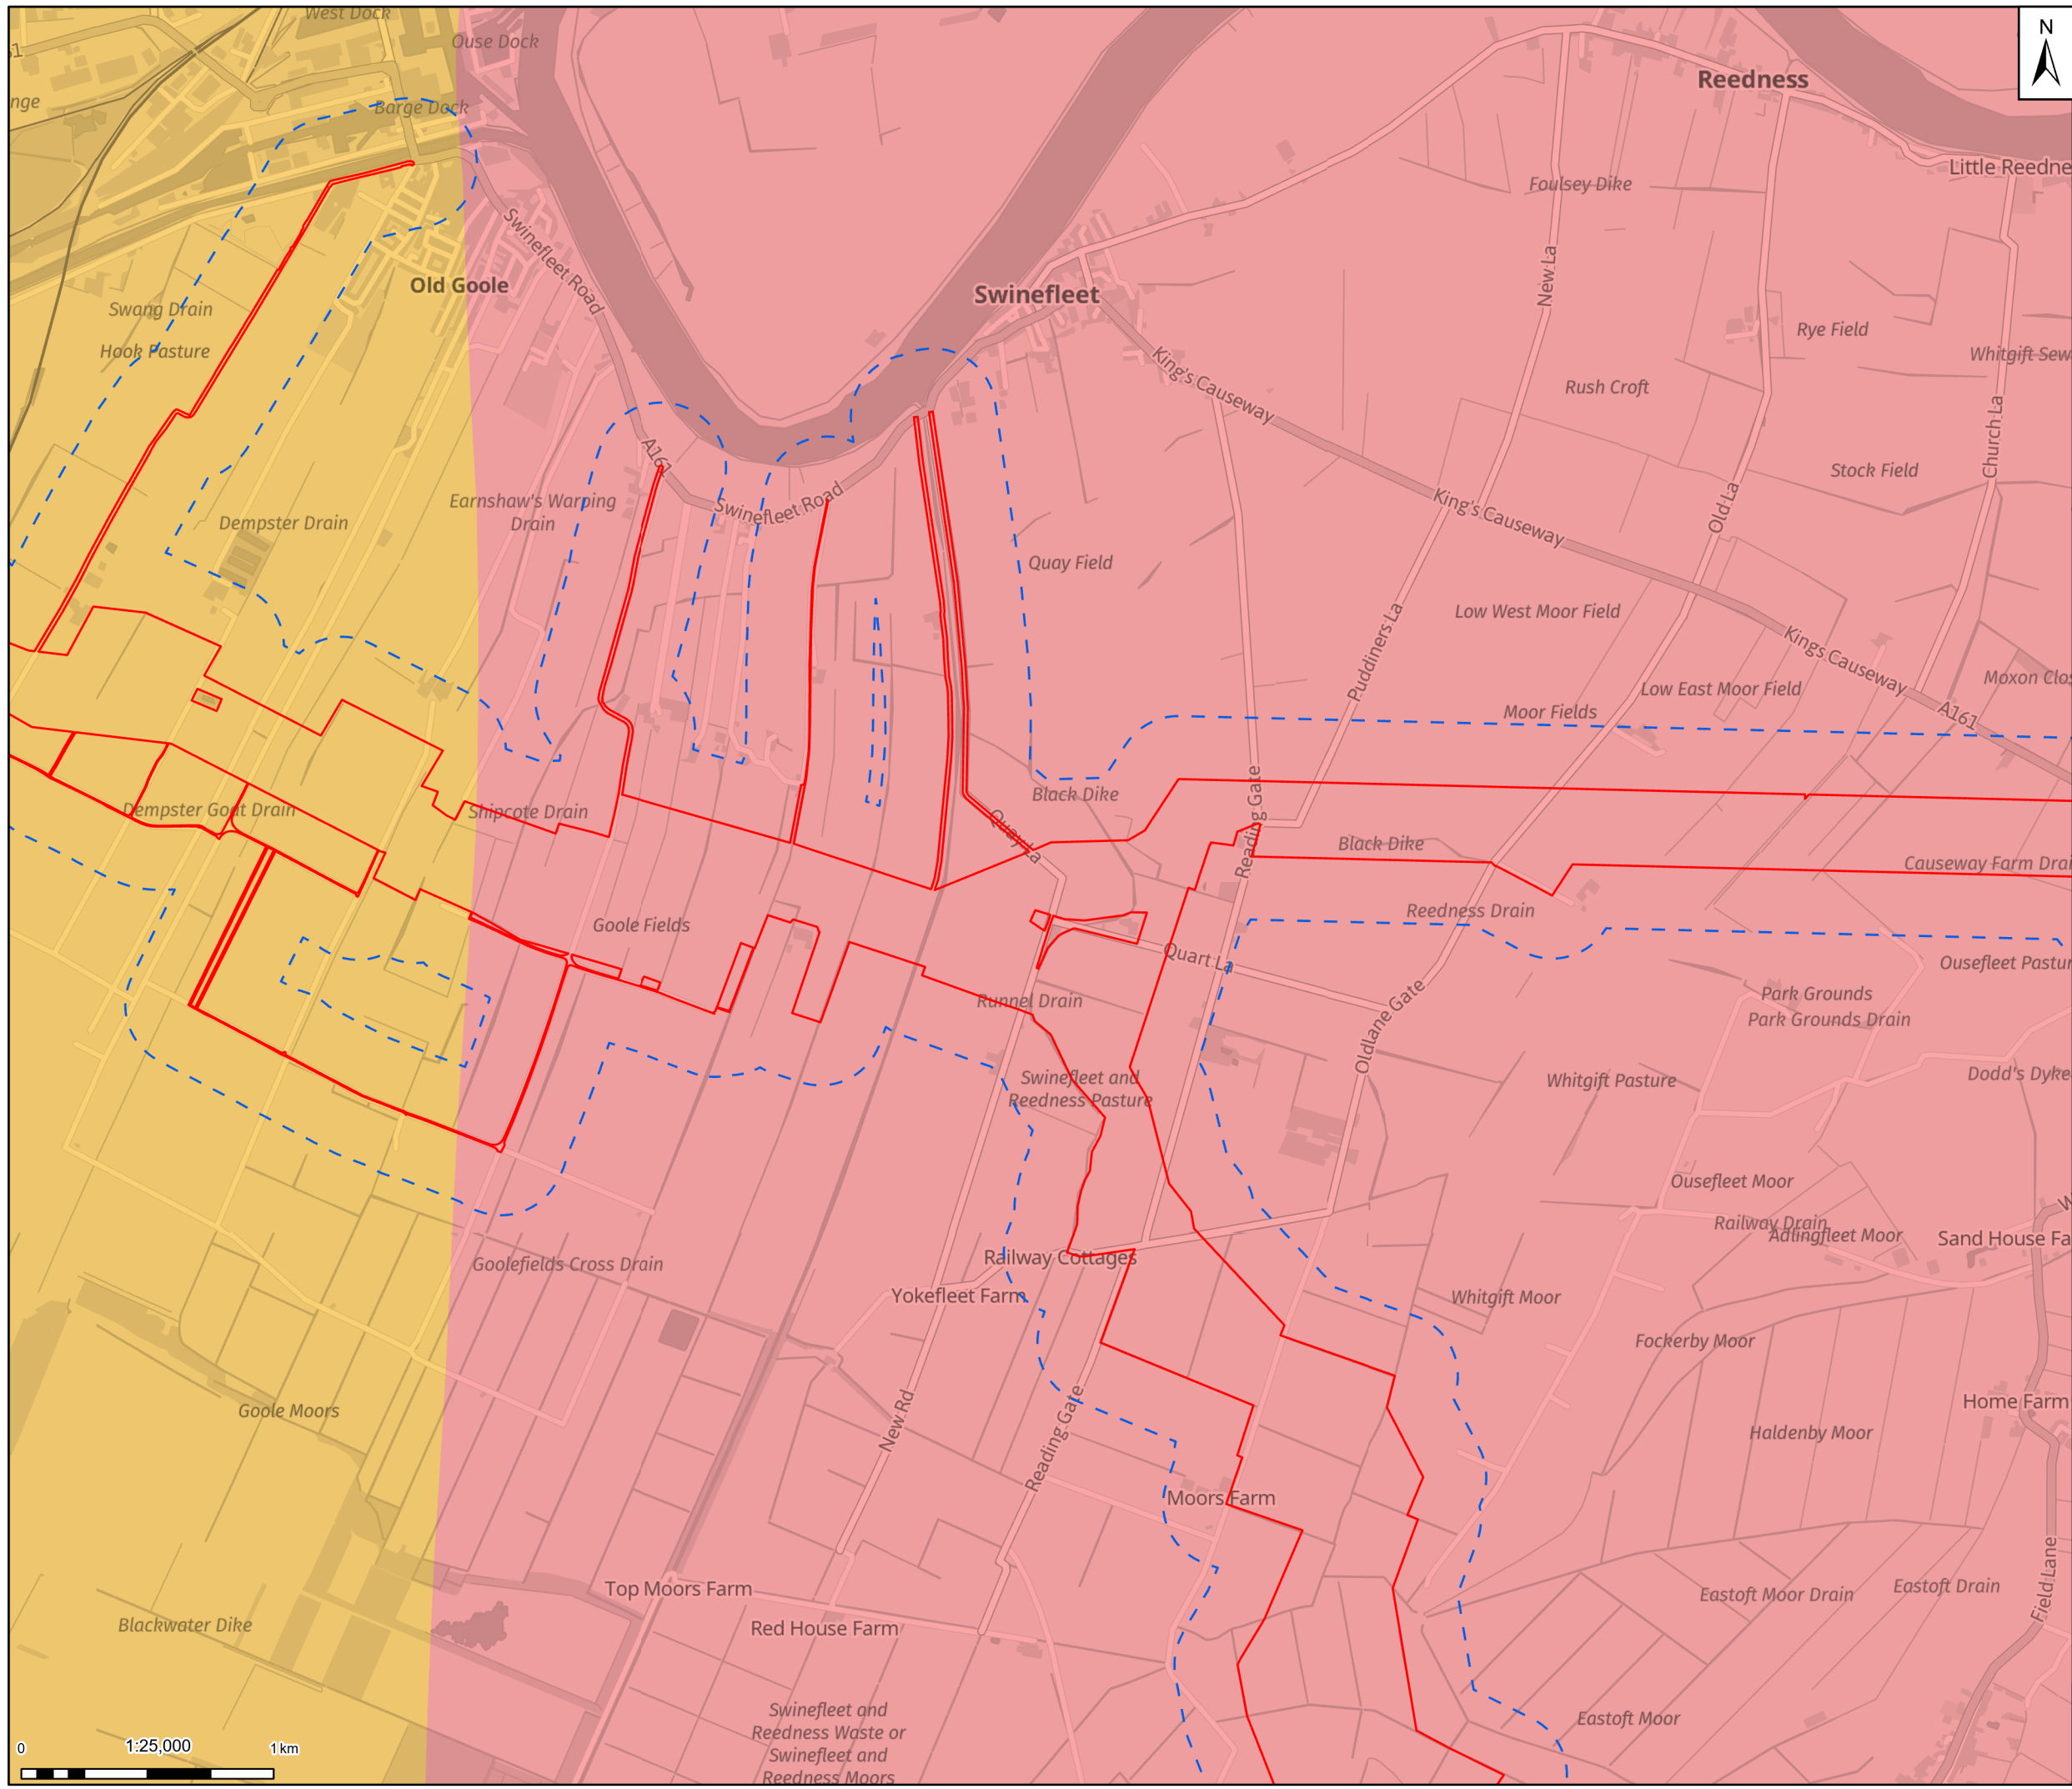 West Dock
Ouse Dock
N
nge
Barge Dock
Reedness
Little Reedne
Foulsey Dike
Swinefleet Road
Old Goole
Swinefleet
New La
Swang Drain
Hook Pasture
Rye Field
Whitgift Sew
King's Causeway
Rush Croft
Church La
A161
Stock Field
Earnshaw's Warping
Drain
Swinefleet Road
King's Causeway
Old La
Dempster Drain
Quay Field
Low West Moor Field
Puddiners La
Kings Causeway
Low East Moor Field
Moxon Clos
Moor Fields
A161
Black Dike
Dempster Goat Drain
Shipcote Drain
Quay La
Reading Gate
Black Dike
Causeway Farm Drai
Goole Fields
Reedness Drain
Quart La
Ousefleet Pastur
Runnel Drain
Park Grounds
Park Grounds Drain
Oldlane Gate
Swinefleet and
Reedness Pasture
Whitgift Pasture
Dodd's Dyke
Ousefleet Moor
Railway Drain
Adlingfleet Moor
Sand House Fa
Railway Cottages
Goolefields Cross Drain
Yokefleet Farm
Whitgift Moor
Fockerby Moor
Goole Moors
New Rd
Reading Gate
Home Farm
Haldenby Moor
Moors Farm
Top Moors Farm
Eastoft Moor Drain
Eastoft Drain
Field Lane
Blackwater Dike
Red House Farm
Swinefleet and
Reedness Waste or
Swinefleet and
Reedness Moors
Eastoft Moor
0 1:25,000 1 km